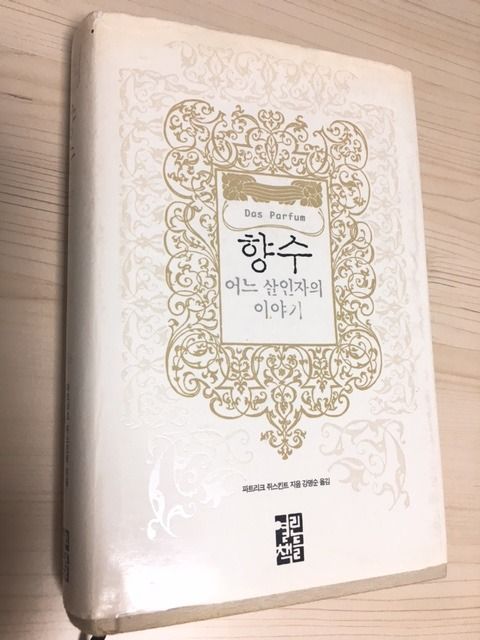 Das Parfum
향수
어느 살인자의
이야기
파트리크 쥐스킨트 지음 강명순 옮김
열린
책들